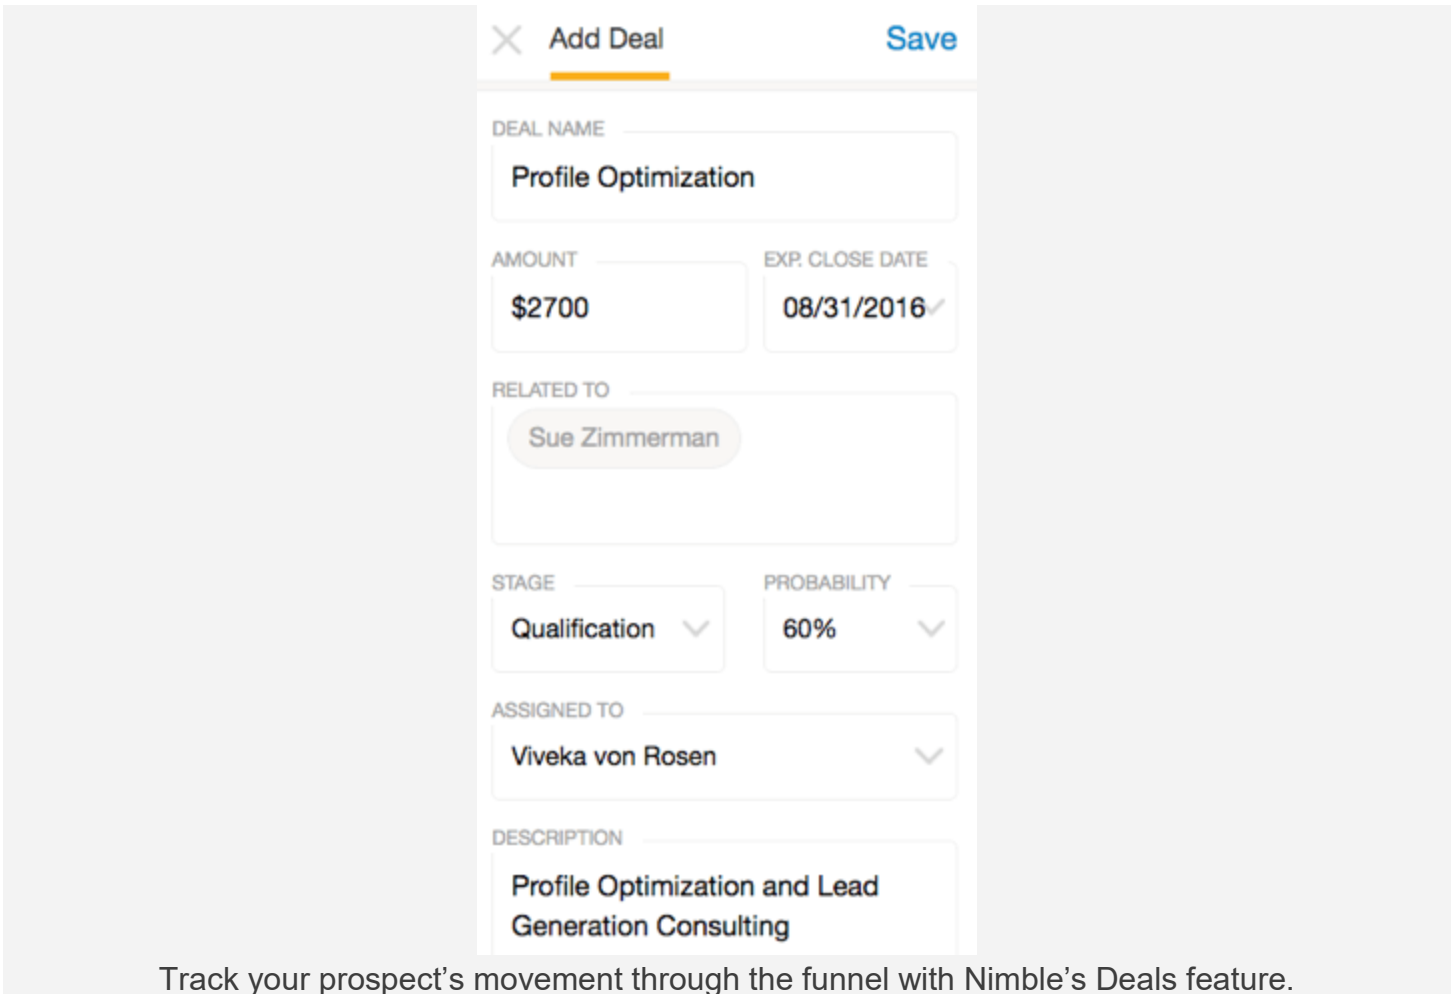 Add Deal Save
DEAL NAME
Profile Optimization
AMOUNT EXP. CLOSE DATE
$2700 08/31/2016
RELATED TO
Sue Zimmerman
STAGE PROBABILITY
Qualification 60%
ASSIGNED TO
Viveka von Rosen
DESCRIPTION
Profile Optimization and Lead
Generation Consulting
Track your prospect’s movement through the funnel with Nimble’s Deals feature.